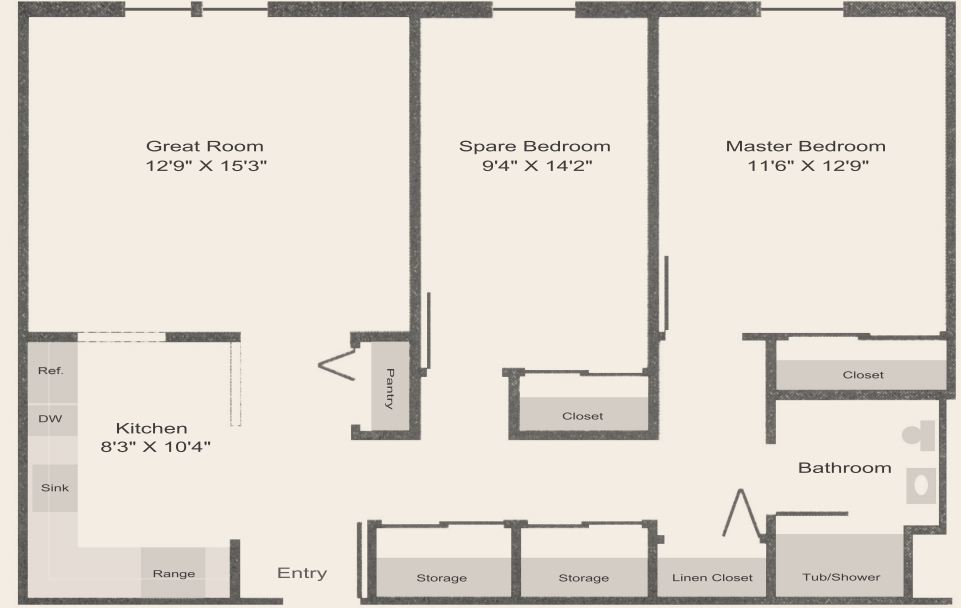 Great Room
12'9" X 15'3"
Spare Bedroom
9'4" X 14'2"
Master Bedroom
11'6" X 12'9"
Ref.
DW
Kitchen
8'3" X 10'4"
Sink
Range
Pantry
Closet
Closet
Bathroom
Entry
Storage
Storage
Linen Closet
Tub/Shower